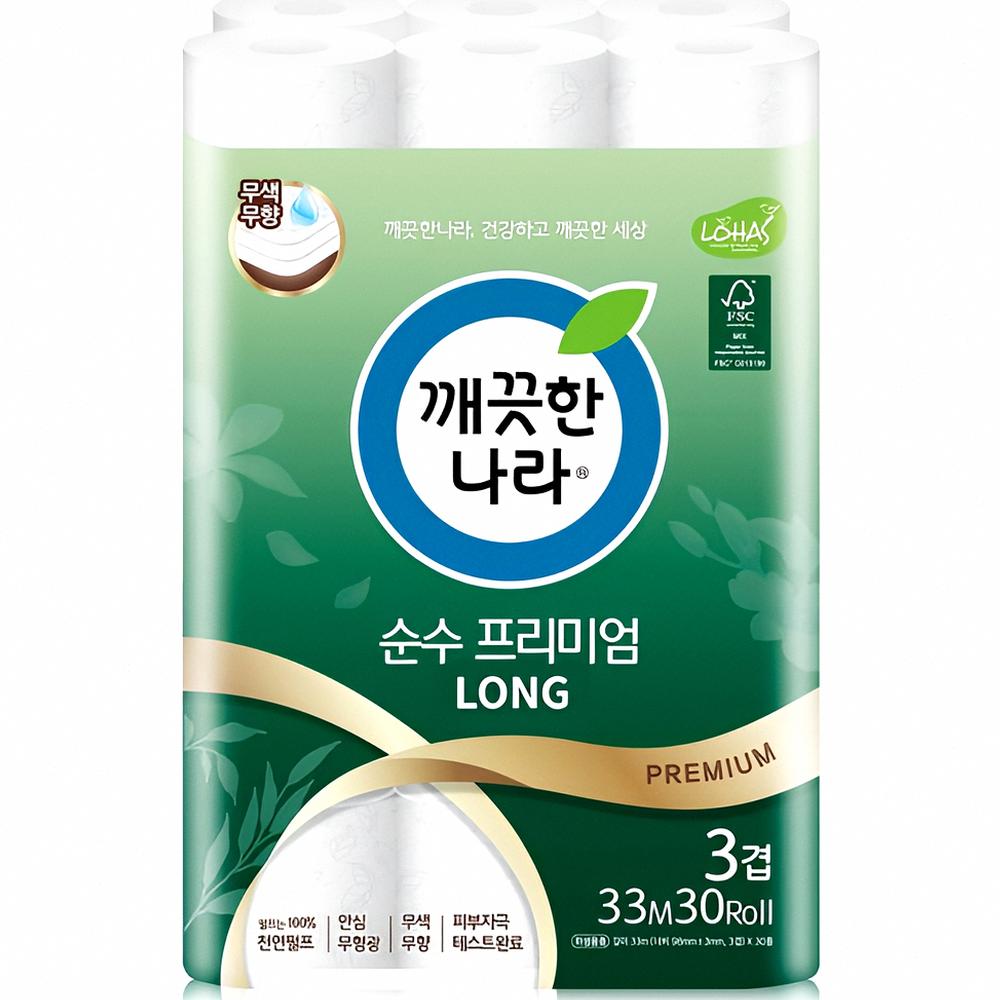 무색
무향
깨끗한나라, 건강하고 깨끗한 세상
LOHAS
FSC
MIX
깨끗한
나라®
순수 프리미엄
LONG
PREMIUM
3겹
33M30Roll
100%
천연펄프
안심
무형광
무색
무향
피부자극
테스트완료